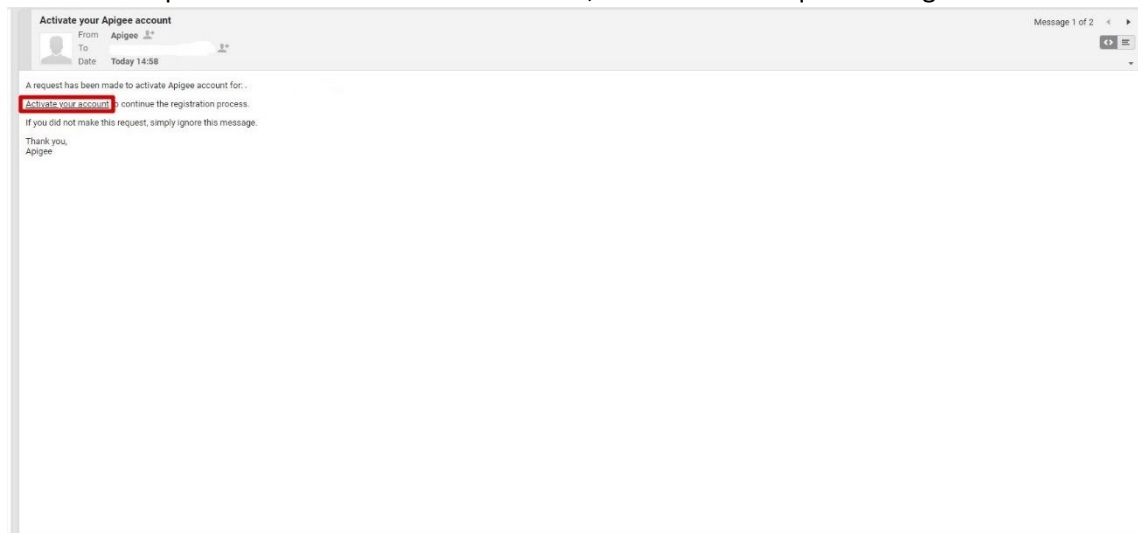 Activate your Apigee account
Message 1 of 2
From Apigee
To
Date Today 14:58
A request has been made to activate Apigee account for: .
Activate your account continue the registration process.
If you did not make this request, simply ignore this message.
Thank you,
Apigee